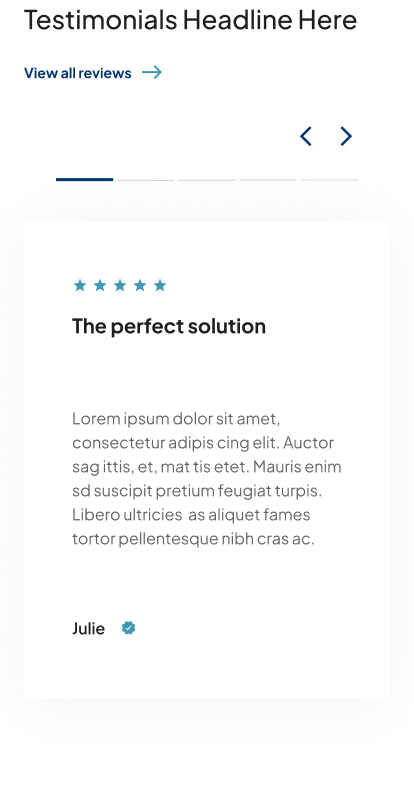 Testimonials Headline Here
View all reviews
The perfect solution
Lorem ipsum dolor sit amet,
consectetur adipis cing elit. Auctor
sag ittis, et, mat tis etet. Mauris enim
sd suscipit pretium feugiat turpis.
Libero ultricies as aliquet fames
tortor pellentesque nibh cras ac.
Julie